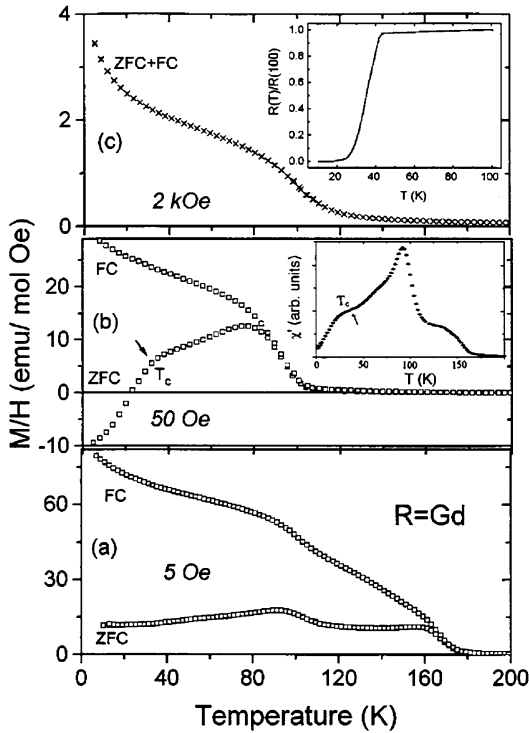 4
2
0
ZFC+FC
(c)
2 kOe
R(T)/R(100)
1.0
0.8
0.6
0.4
0.2
0.0
20 40 60 80 100
T (K)
M/H (emu/ mol Oe)
20
10
0
-10
FC
(b)
ZFC
Tc
50 Oe
χ' (arb. units)
Tc
0 50 100 150
T (K)
60
30
0
FC
(a)
5 Oe
R=Gd
ZFC
0 40 80 120 160 200
Temperature (K)